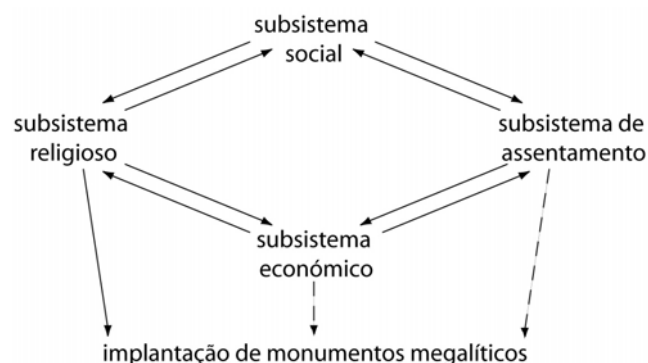 subsistema
social
subsistema
religioso
subsistema de
assentamento
subsistema
económico
implantação de monumentos megalíticos